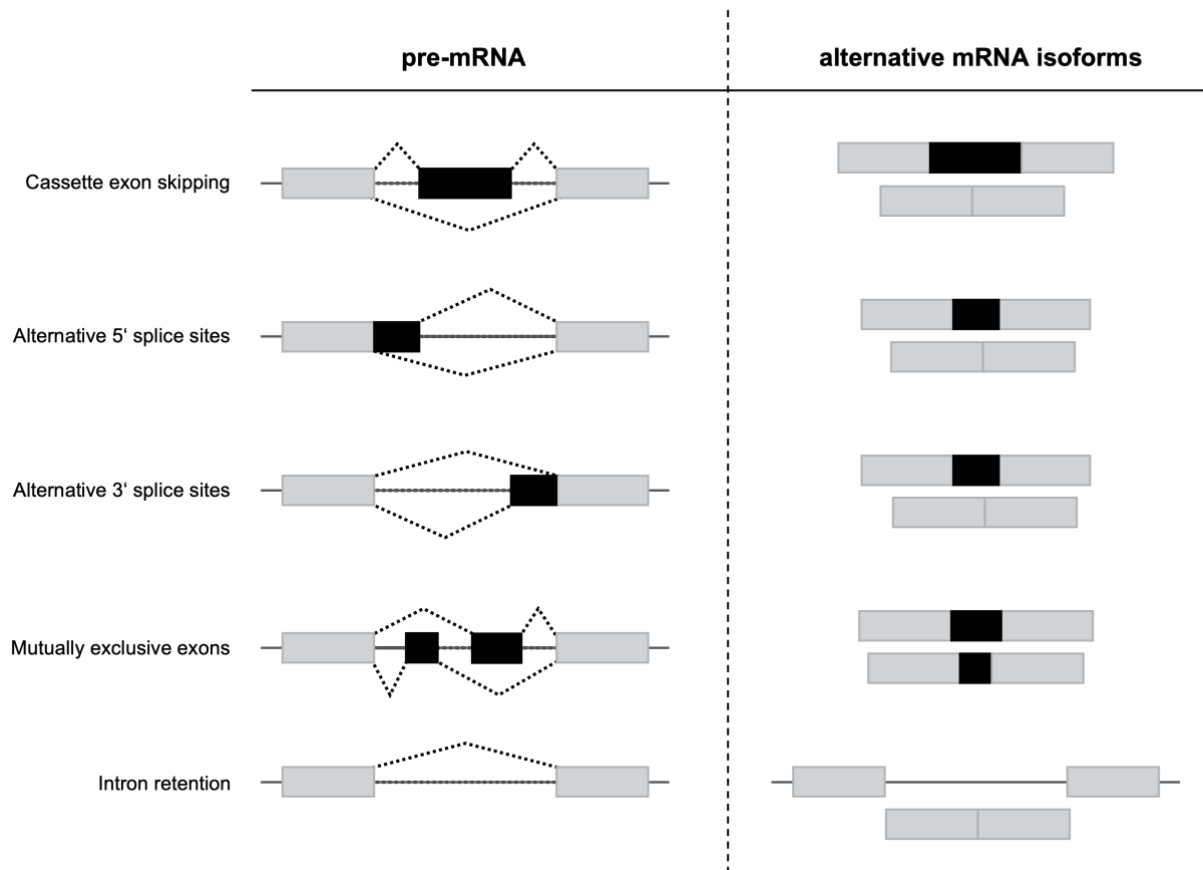 pre-mRNA
alternative mRNA isoforms
Cassette exon skipping
Alternative 5‘ splice sites
Alternative 3‘ splice sites
Mutually exclusive exons
Intron retention